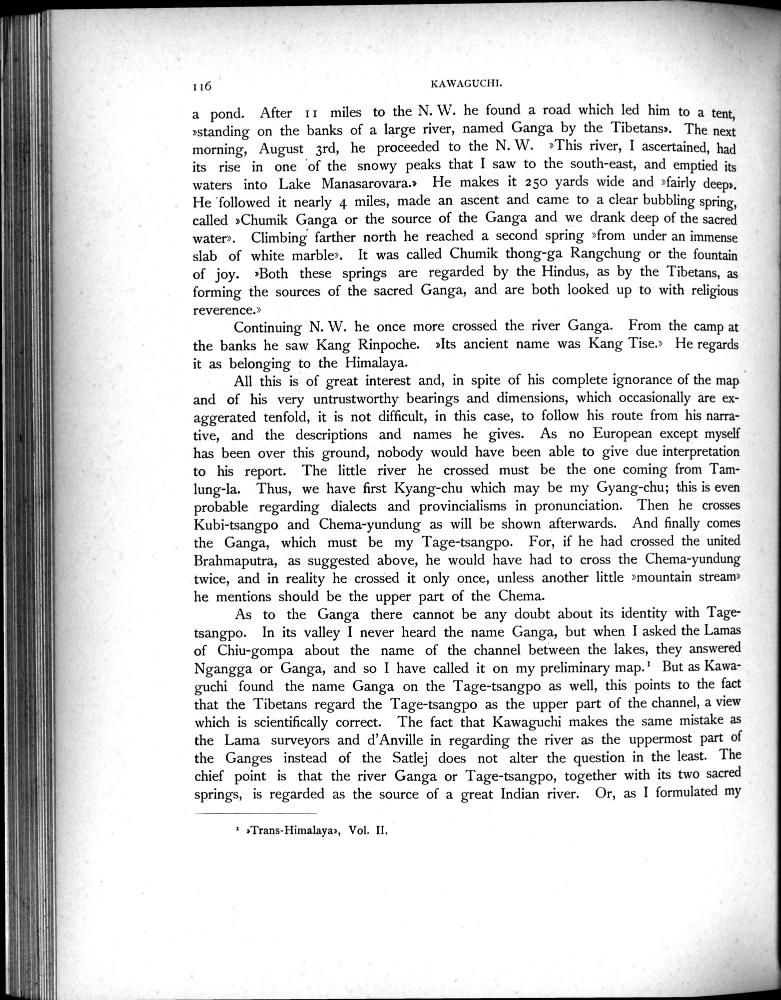 116
KAWAGUCHI.
a pond. After 11 miles to the N. W. he found a road which led him to a tent,
»standing on the banks of a large river, named Ganga by the Tibetans». The next
morning, August 3rd, he proceeded to the N. W. »This river, I ascertained, had
its rise in one of the snowy peaks that I saw to the south-east, and emptied its
waters into Lake Manasarovara.» He makes it 250 yards wide and »fairly deep».
He followed it nearly 4 miles, made an ascent and came to a clear bubbling spring,
called »Chumik Ganga or the source of the Ganga and we drank deep of the sacred
water». Climbing farther north he reached a second spring »from under an immense
slab of white marble». It was called Chumik thong-ga Rangchung or the fountain
of joy. »Both these springs are regarded by the Hindus, as by the Tibetans, as
forming the sources of the sacred Ganga, and are both looked up to with religious
reverence.»
Continuing N. W. he once more crossed the river Ganga. From the camp at
the banks he saw Kang Rinpoche. »Its ancient name was Kang Tise.» He regards
it as belonging to the Himalaya.
All this is of great interest and, in spite of his complete ignorance of the map
and of his very untrustworthy bearings and dimensions, which occasionally are ex-
aggerated tenfold, it is not difficult, in this case, to follow his route from his narra-
tive, and the descriptions and names he gives. As no European except myself
has been over this ground, nobody would have been able to give due interpretation
to his report. The little river he crossed must be the one coming from Tam-
lung-la. Thus, we have first Kyang-chu which may be my Gyang-chu; this is even
probable regarding dialects and provincialisms in pronunciation. Then he crosses
Kubi-tsangpo and Chema-yundung as will be shown afterwards. And finally comes
the Ganga, which must be my Tage-tsangpo. For, if he had crossed the united
Brahmaputra, as suggested above, he would have had to cross the Chema-yundung
twice, and in reality he crossed it only once, unless another little »mountain stream»
he mentions should be the upper part of the Chema.
As to the Ganga there cannot be any doubt about its identity with Tage-
tsangpo. In its valley I never heard the name Ganga, but when I asked the Lamas
of Chiu-gompa about the name of the channel between the lakes, they answered
Ngangga or Ganga, and so I have called it on my preliminary map.¹ But as Kawa-
guchi found the name Ganga on the Tage-tsangpo as well, this points to the fact
that the Tibetans regard the Tage-tsangpo as the upper part of the channel, a view
which is scientifically correct. The fact that Kawaguchi makes the same mistake as
the Lama surveyors and d'Anville in regarding the river as the uppermost part of
the Ganges instead of the Satlej does not alter the question in the least. The
chief point is that the river Ganga or Tage-tsangpo, together with its two sacred
springs, is regarded as the source of a great Indian river. Or, as I formulated my
¹ »Trans-Himalaya», Vol. II.